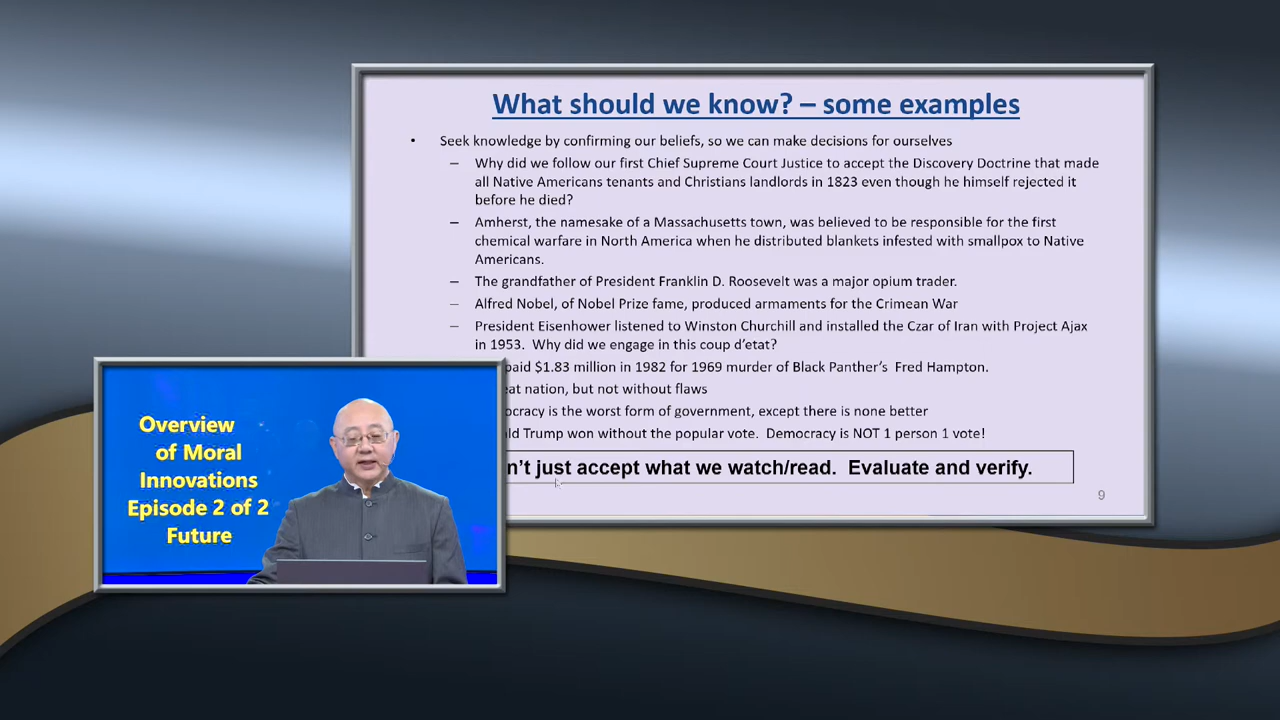 What should we know? – some examples
• Seek knowledge by confirming our beliefs, so we can make decisions for ourselves
– Why did we follow our first Chief Supreme Court Justice to accept the Discovery Doctrine that made
all Native Americans tenants and Christians landlords in 1823 even though he himself rejected it
before he died?
– Amherst, the namesake of a Massachusetts town, was believed to be responsible for the first
chemical warfare in North America when he distributed blankets infested with smallpox to Native
Americans.
– The grandfather of President Franklin D. Roosevelt was a major opium trader.
– Alfred Nobel, of Nobel Prize fame, produced armaments for the Crimean War
– President Eisenhower listened to Winston Churchill and installed the Czar of Iran with Project Ajax
in 1953. Why did we engage in this coup d’etat?
paid $1.83 million in 1982 for 1969 murder of Black Panther’s Fred Hampton.
eat nation, but not without flaws
ocracy is the worst form of government, except there is none better
ld Trump won without the popular vote. Democracy is NOT 1 person 1 vote!
n’t just accept what we watch/read. Evaluate and verify.
9
Overview
of Moral
Innovations
Episode 2 of 2
Future